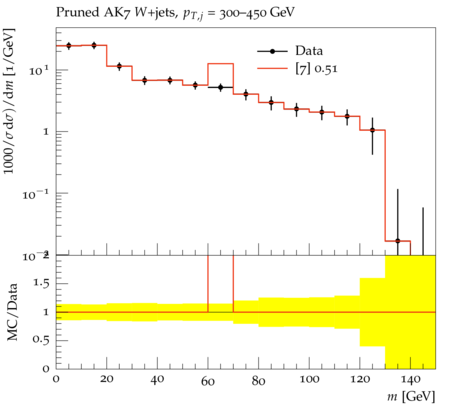 Pruned AK7 W+jets, p_{T,j} = 300–450 GeV
1000/σ dσ)/dm [1/GeV]
Data
[7] 0.51
10¹
1
10⁻¹
10⁻²
MC/Data
2
1.5
1
0.5
0
0 20 40 60 80 100 120 140
m [GeV]